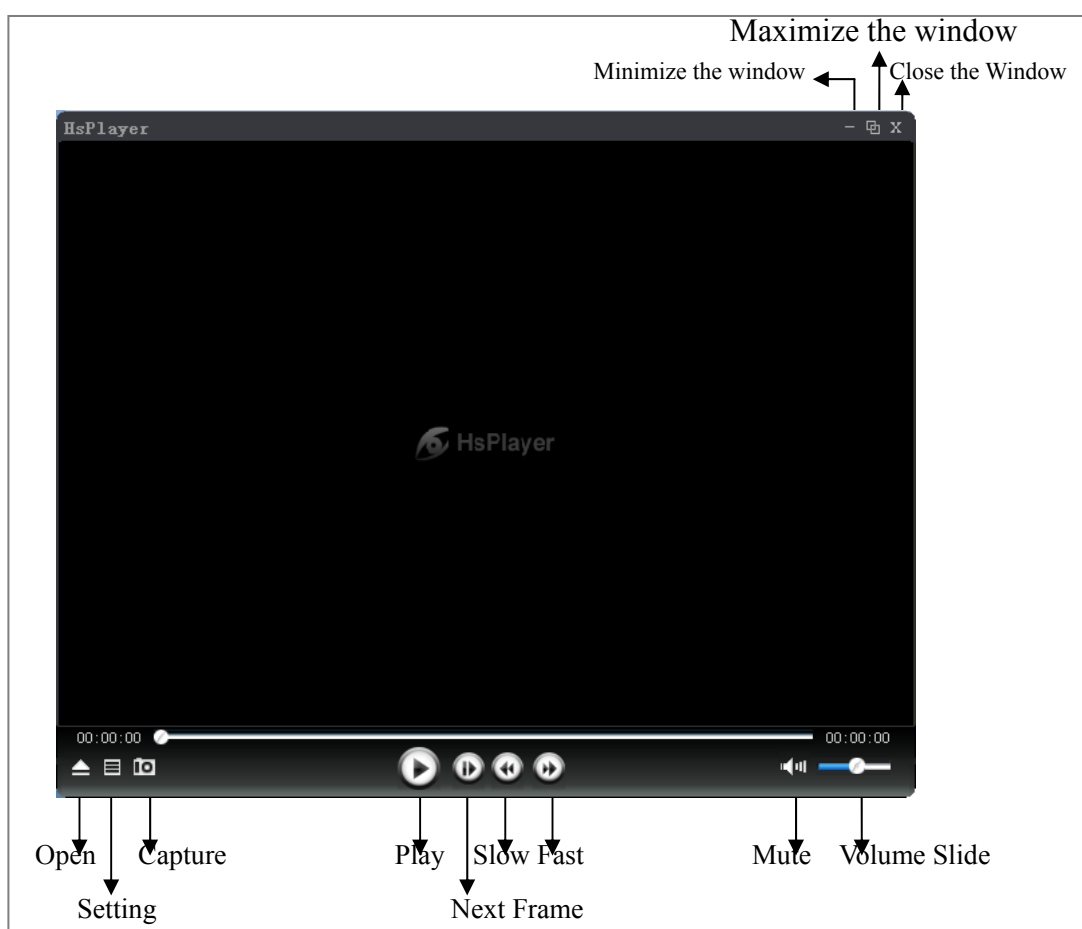 Maximize the window
Minimize the window Close the Window
HsPlayer
HsPlayer
00:00:00 00:00:00
Open Capture Play Slow Fast Mute Volume Slide
Setting Next Frame